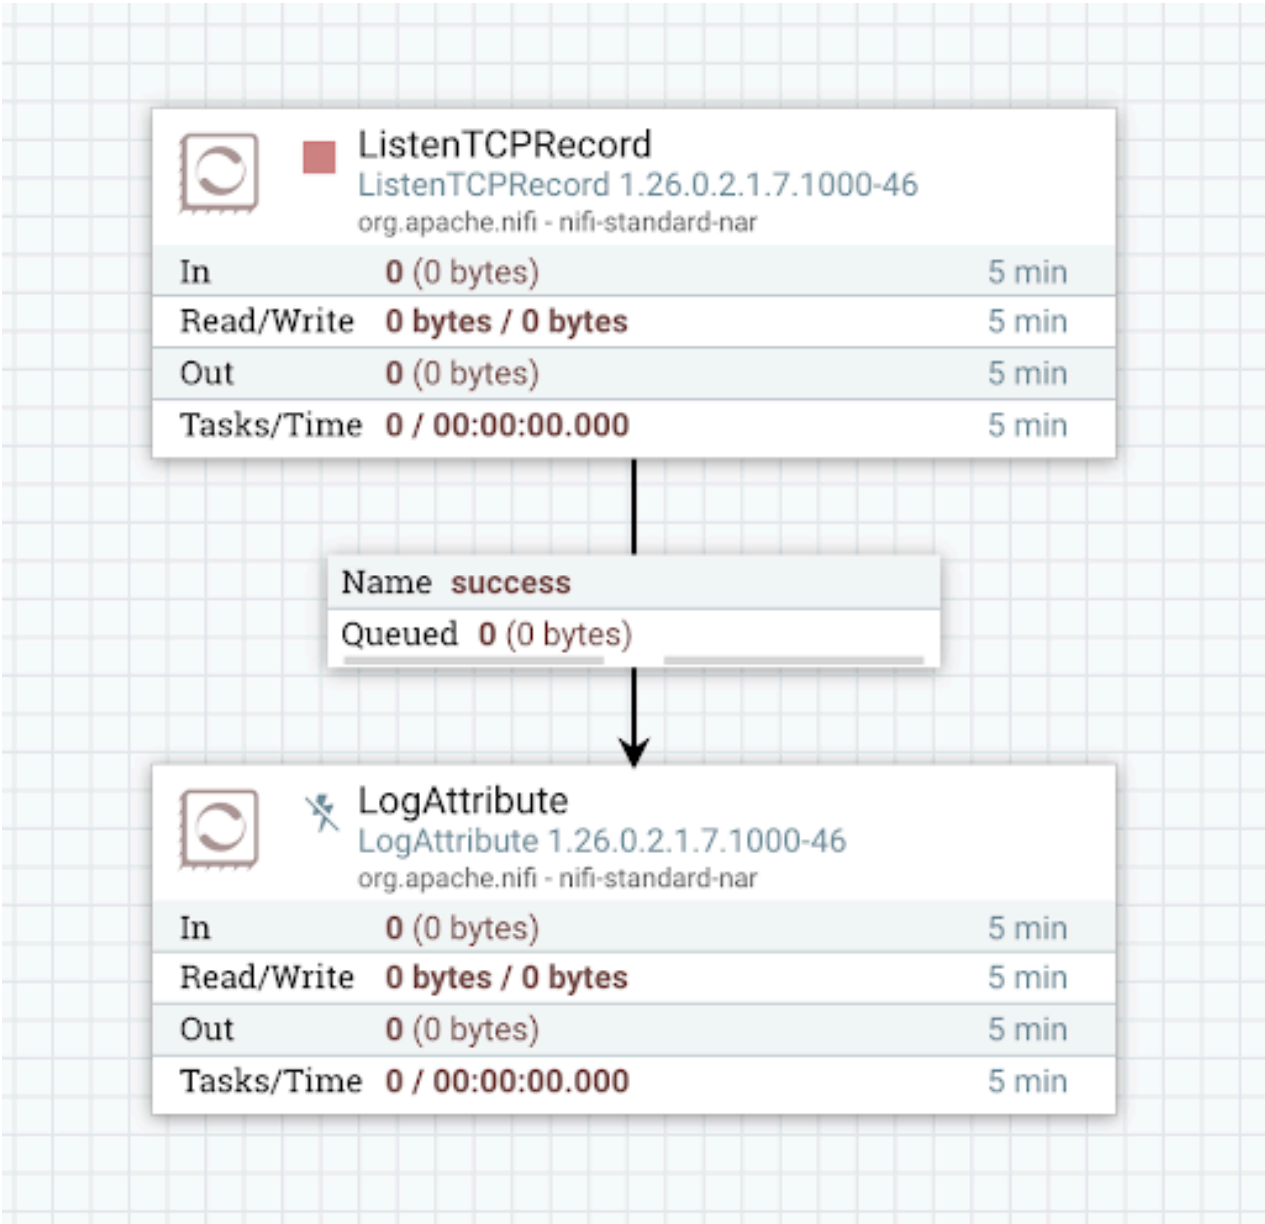 ListenTCPRecord
ListenTCPRecord 1.26.0.2.1.7.1000-46
org.apache.nifi - nifi-standard-nar
In 0 (0 bytes) 5 min
Read/Write 0 bytes / 0 bytes 5 min
Out 0 (0 bytes) 5 min
Tasks/Time 0 / 00:00:00.000 5 min
Name success
Queued 0 (0 bytes)
LogAttribute
LogAttribute 1.26.0.2.1.7.1000-46
org.apache.nifi - nifi-standard-nar
In 0 (0 bytes) 5 min
Read/Write 0 bytes / 0 bytes 5 min
Out 0 (0 bytes) 5 min
Tasks/Time 0 / 00:00:00.000 5 min